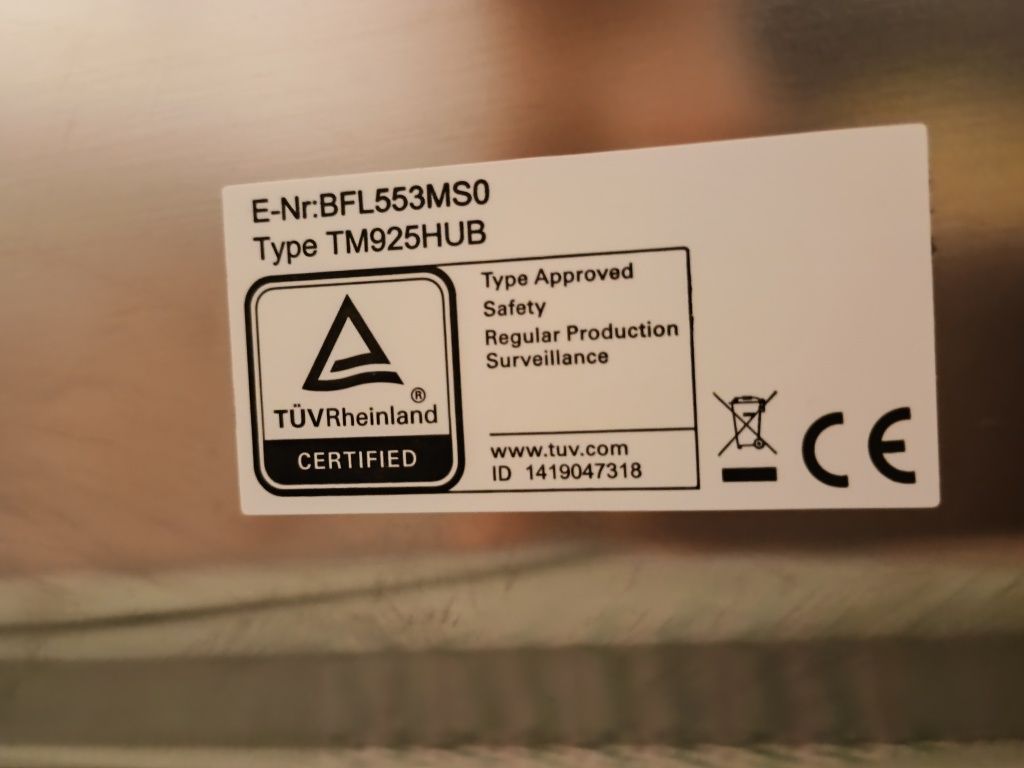 E-Nr:BFL553MS0
Type TM925HUB
Type Approved
Safety
Regular Production
Surveillance
®
TÜVRheinland
CERTIFIED
www.tuv.com
ID 1419047318
CE